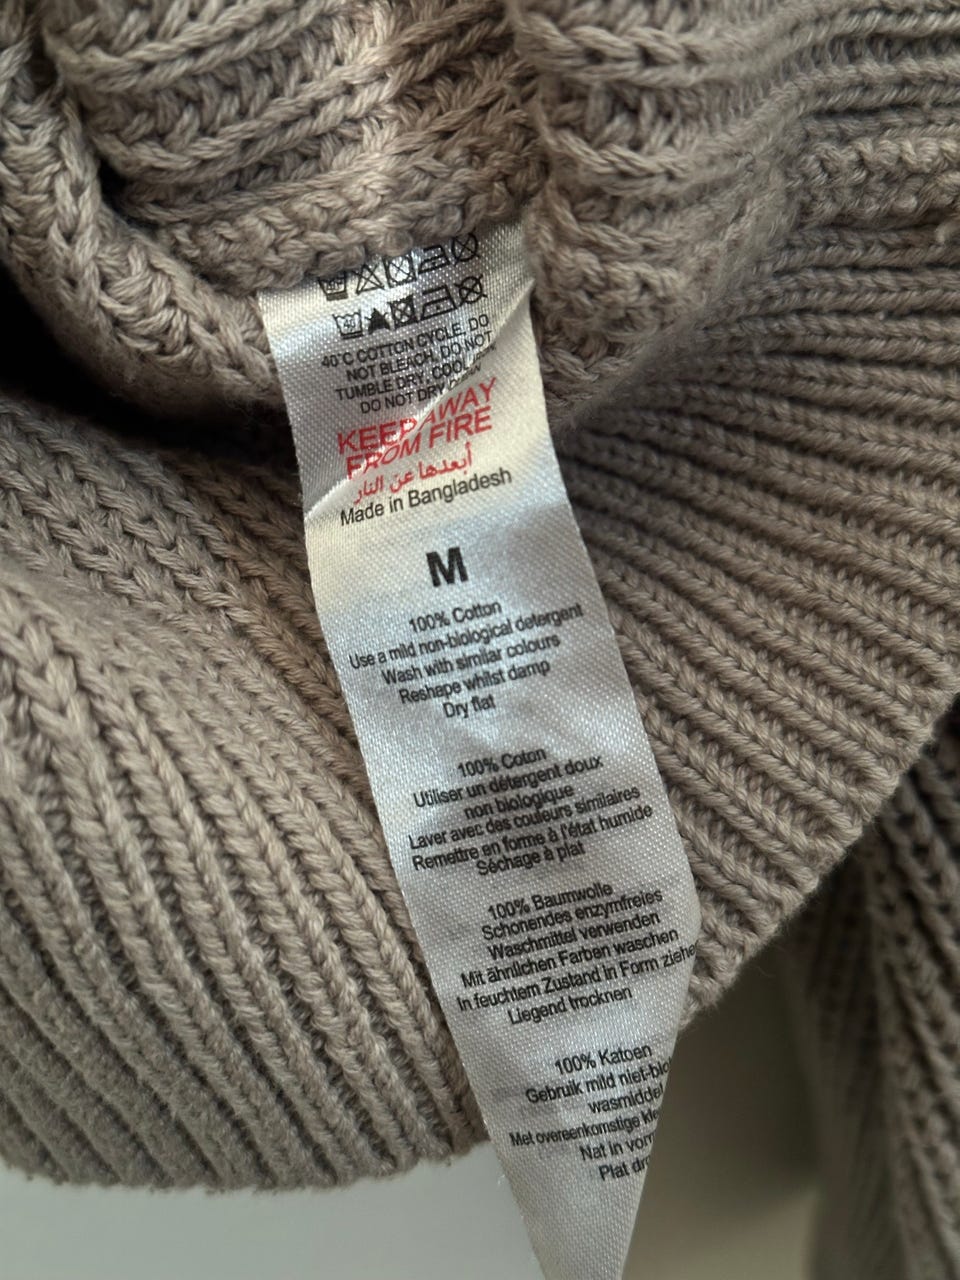 40°C COTTON CYCLE, DO
NOT BLEACH, DO NOT
TUMBLE DRY, COOL
DO NOT DRY
KEEP AWAY
FROM FIRE
أبعدها عن النار
Made in Bangladesh
M
100% Cotton
Use a mild non-biological detergent
Wash with similar colours
Reshape whilst damp
Dry flat
100% Coton
Utiliser un détergent doux
non biologique
Laver avec des couleurs similaires
Remettre en forme à l'état humide
Séchage à plat
100% Baumwolle
Schonendes enzymfreies
Waschmittel verwenden
Mit ähnlichen Farben waschen
In feuchtem Zustand in Form ziehe
Liegend trocknen
100% Katoen
Gebruik mild
wasmiddel
Met overeenkomstige
Nat in
Plat